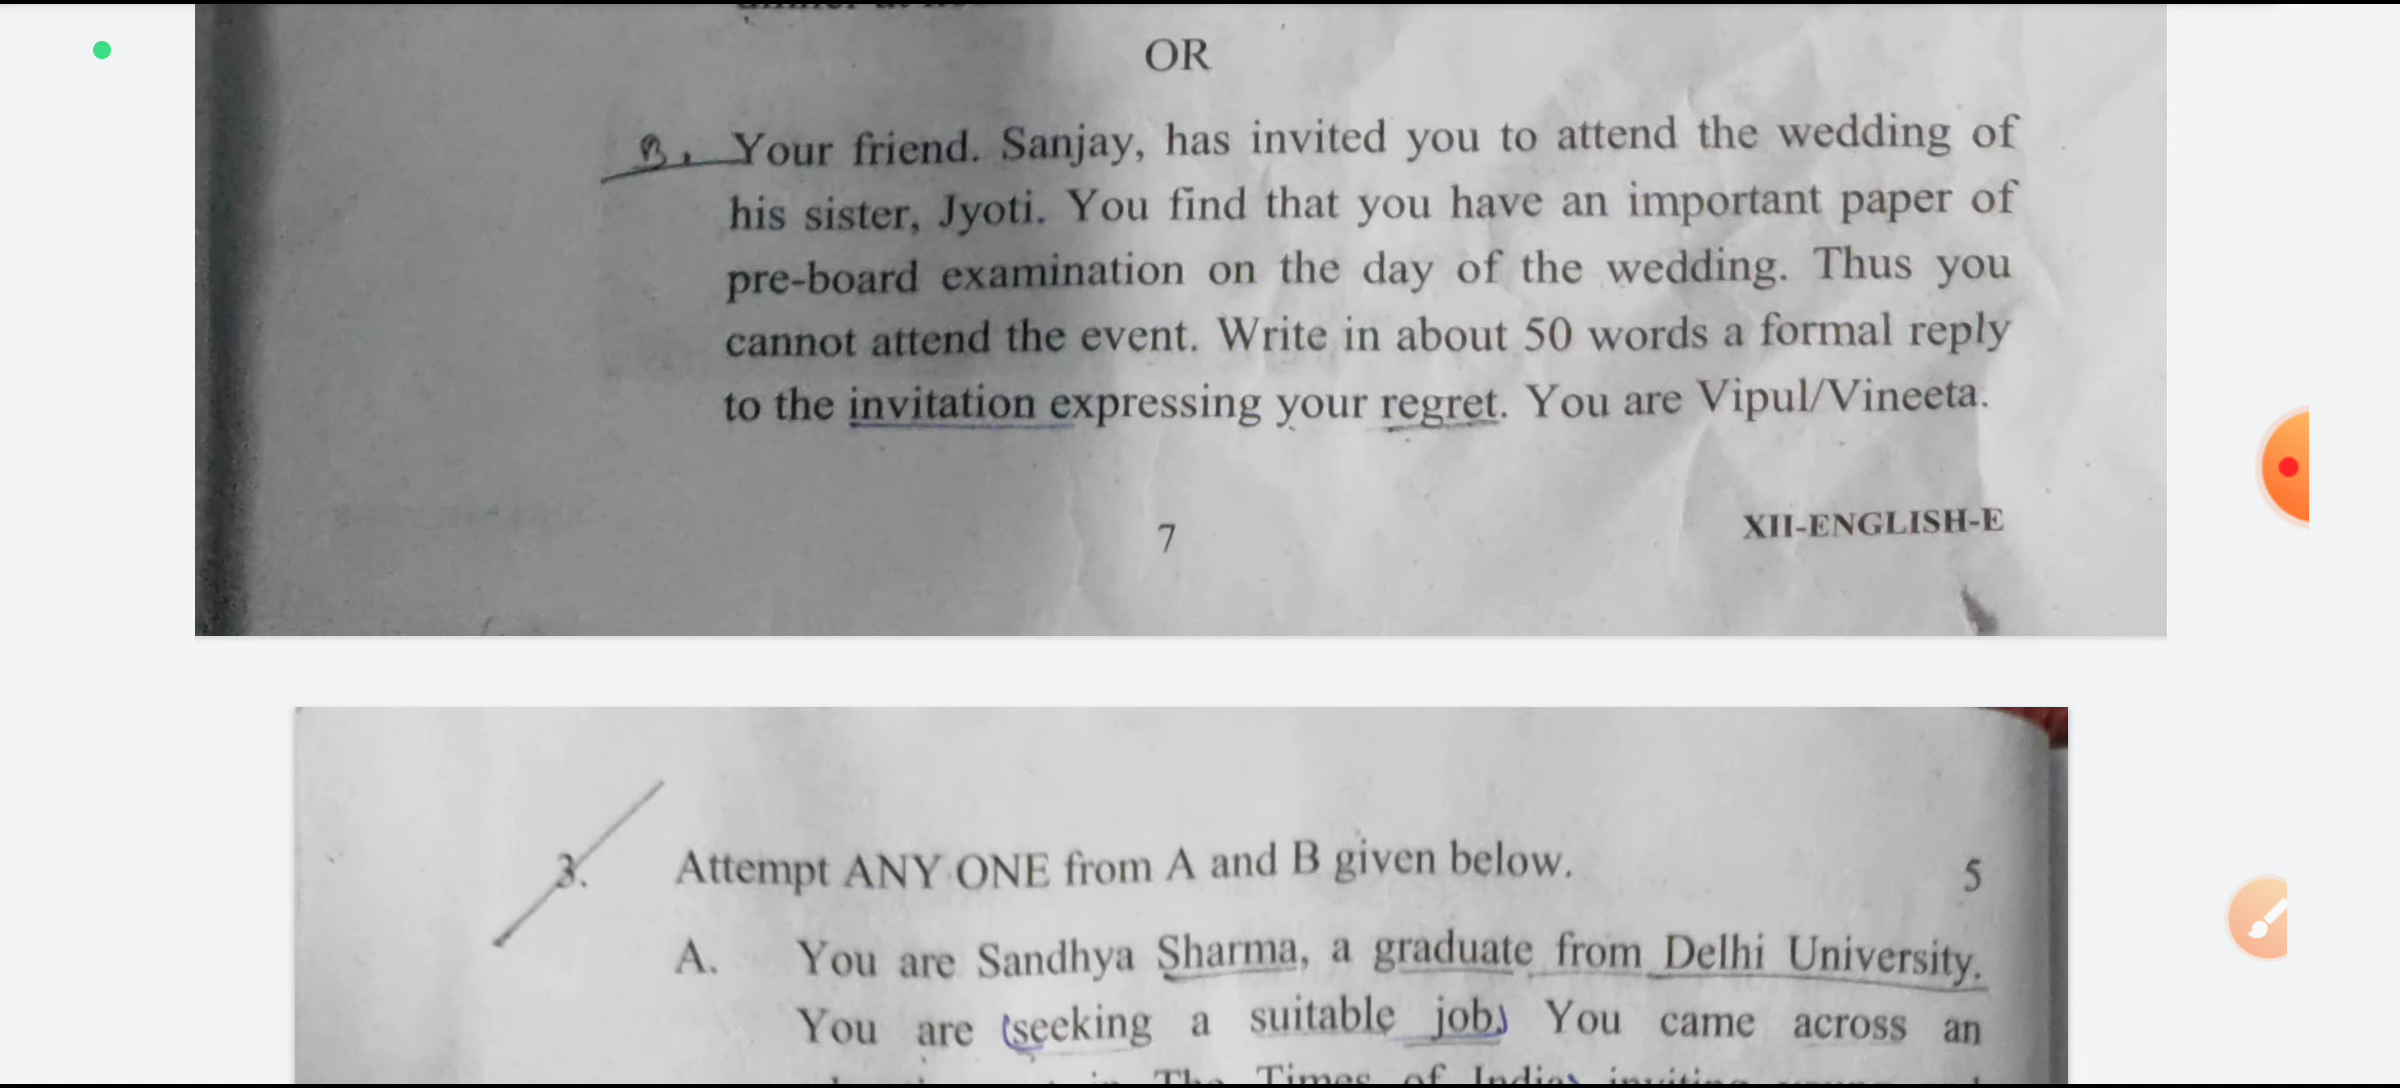 OR
B. Your friend. Sanjay, has invited you to attend the wedding of
his sister, Jyoti. You find that you have an important paper of
pre-board examination on the day of the wedding. Thus you
cannot attend the event. Write in about 50 words a formal reply
to the invitation expressing your regret. You are Vipul/Vineeta.
7 XII-ENGLISH-E
3. Attempt ANY ONE from A and B given below. 5
A. You are Sandhya Sharma, a graduate from Delhi University.
You are seeking a suitable job. You came across an
The Times of India